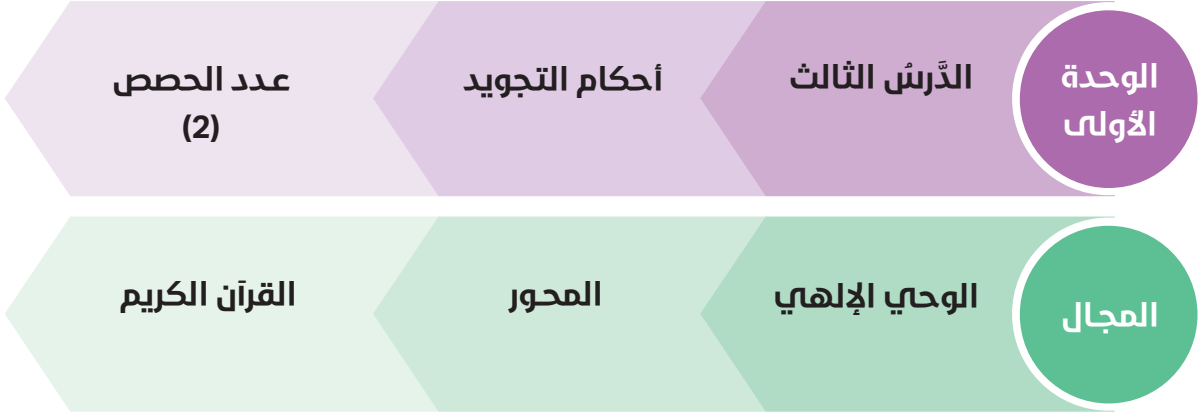 الوحدة
الأولى
الدَّرسُ الثالث
أحكام التجويد
عدد الحصص
(2)
المجال
الوحي الإلهي
المحور
القرآن الكريم